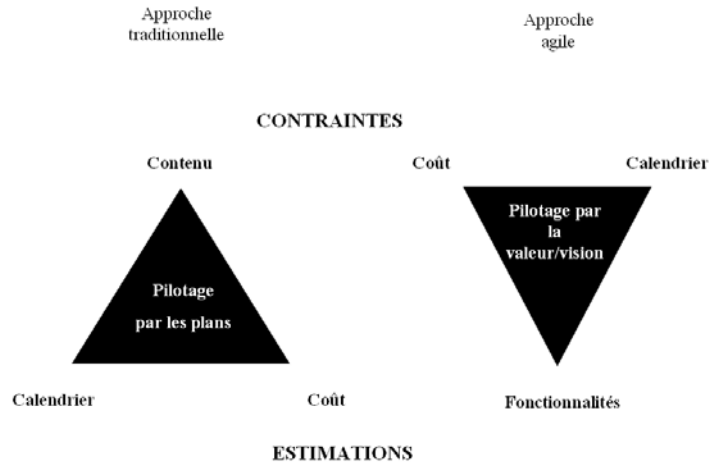 Approche
traditionnelle
Approche
agile
CONTRAINTES
Contenu
Coût
Calendrier
Pilotage par
la
valeur/vision
Pilotage
par les plans
Calendrier
Coût
Fonctionnalités
ESTIMATIONS